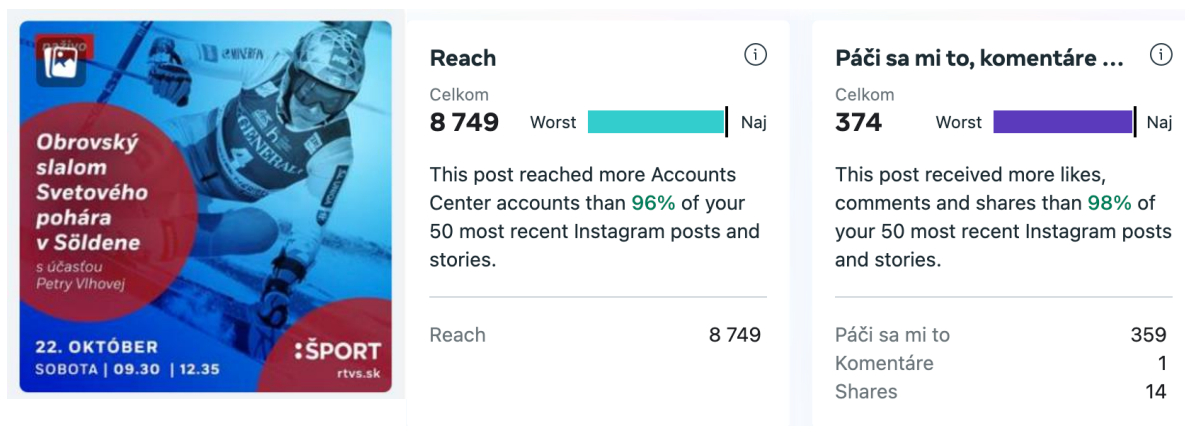 naživo
Obrovský
slalom
Svetového
pohára
v Söldene
s účasťou
Petry Vlhovej
22. OKTÓBER
SOBOTA | 09.30 | 12.35
:ŠPORT
rtvs.sk
GENERALI
4
Reach
Celkom
8 749
Worst
Naj
This post reached more Accounts
Center accounts than 96% of your
50 most recent Instagram posts and
stories.
Reach 8 749
Páči sa mi to, komentáre ...
Celkom
374
Worst
Naj
This post received more likes,
comments and shares than 98% of
your 50 most recent Instagram posts
and stories.
Páči sa mi to 359
Komentáre 1
Shares 14